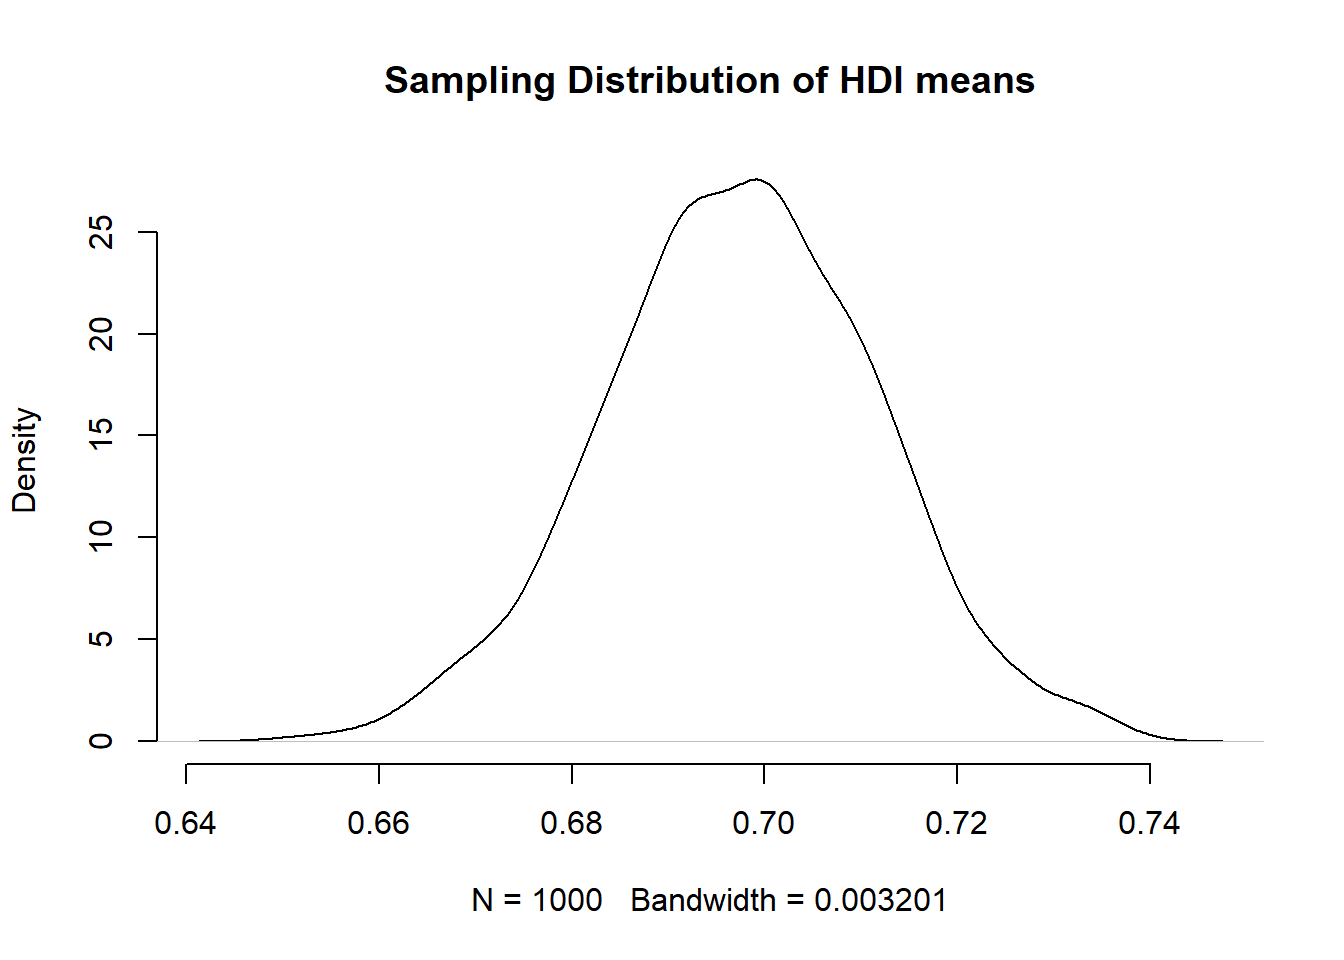 Sampling Distribution of HDI means
Density
25
20
15
10
5
0
0.64 0.66 0.68 0.70 0.72 0.74
N = 1000   Bandwidth = 0.003201